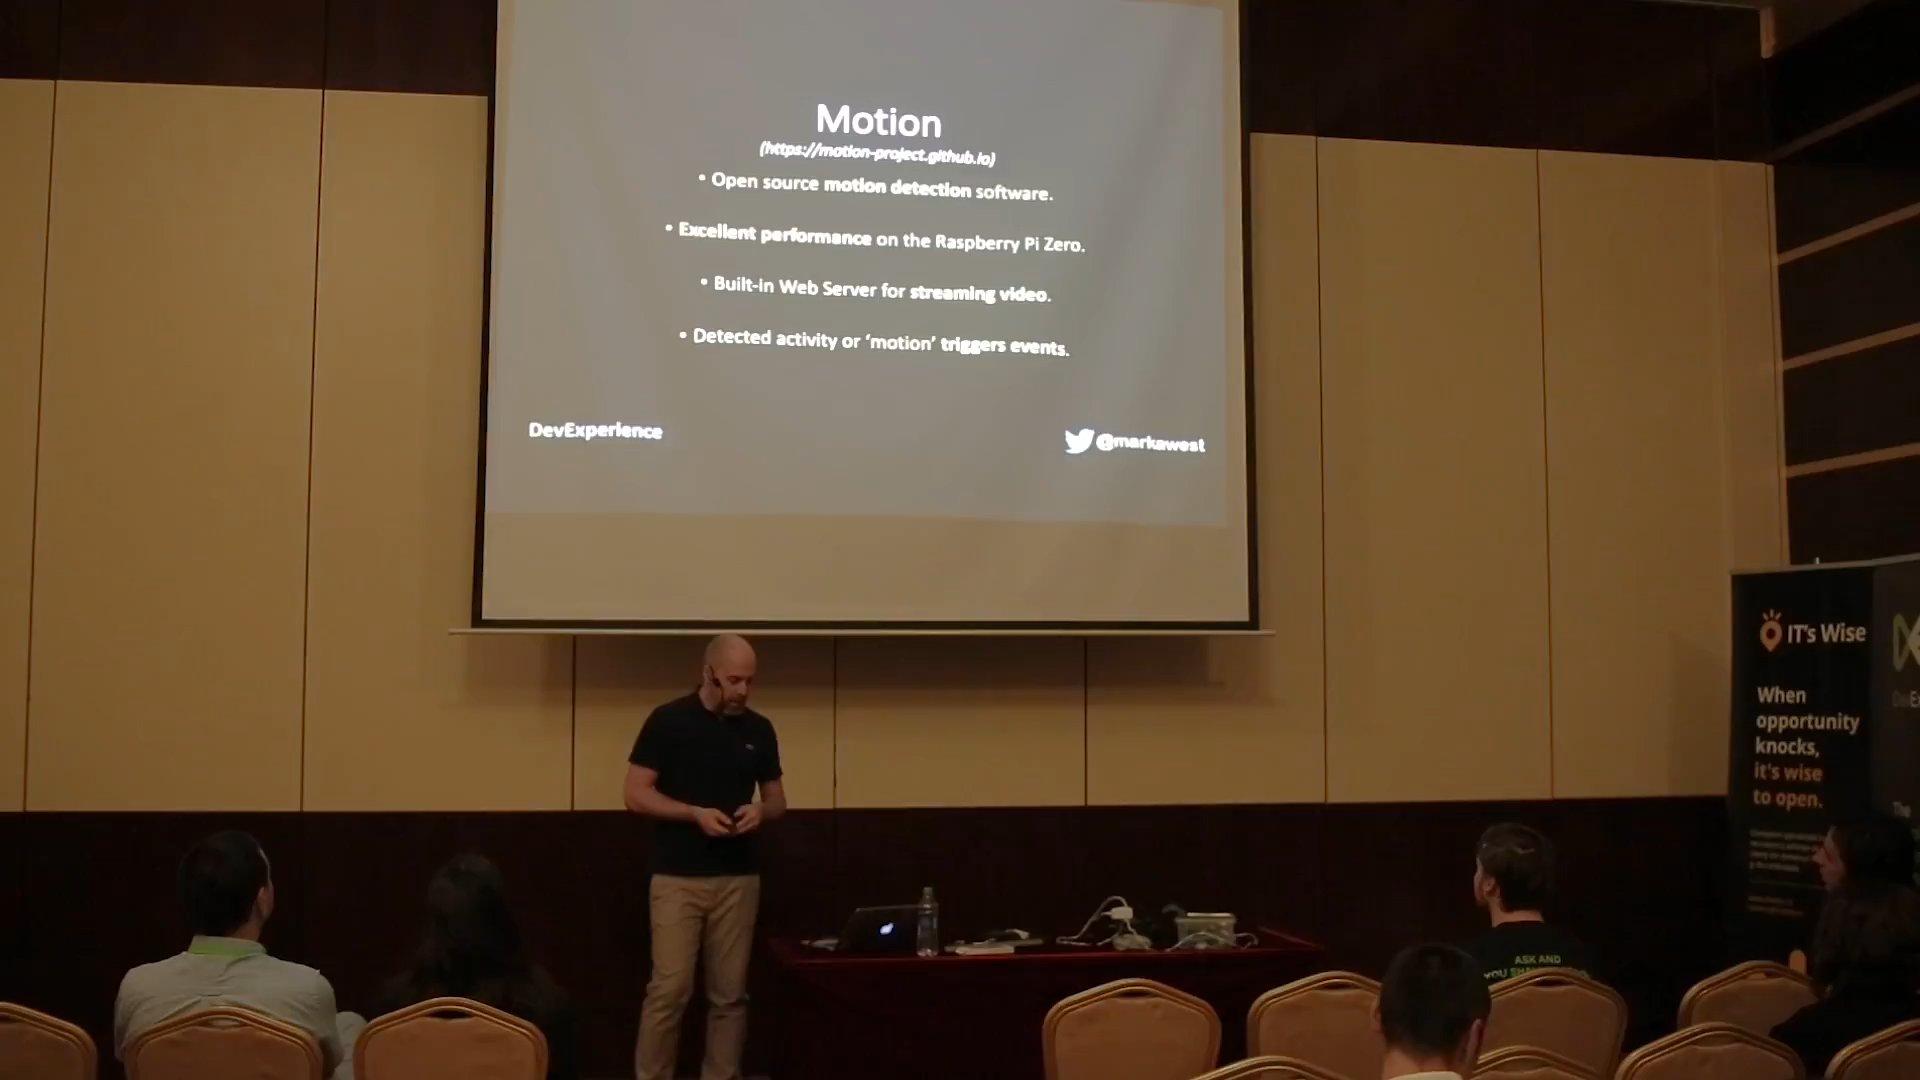 Motion
(https://motion-project.github.io)
• Open source motion detection software.
• Excellent performance on the Raspberry Pi Zero.
• Built-in Web Server for streaming video.
• Detected activity or ‘motion’ triggers events.
DevExperience
@markawest
IT's Wise
When
opportunity
knocks,
it's wise
to open.
The
ASK AND
YOU